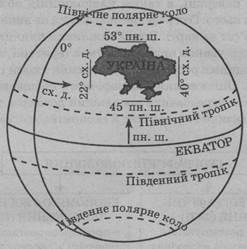 Північне полярне коло
53° пн. ш.
0°
УКРАЇНА
22° сх. д.
40° сх. д.
сх. д.
45 пн. ш.
Північний тропік
пн. ш.
ЕКВАТОР
Південний тропік
Південне полярне коло